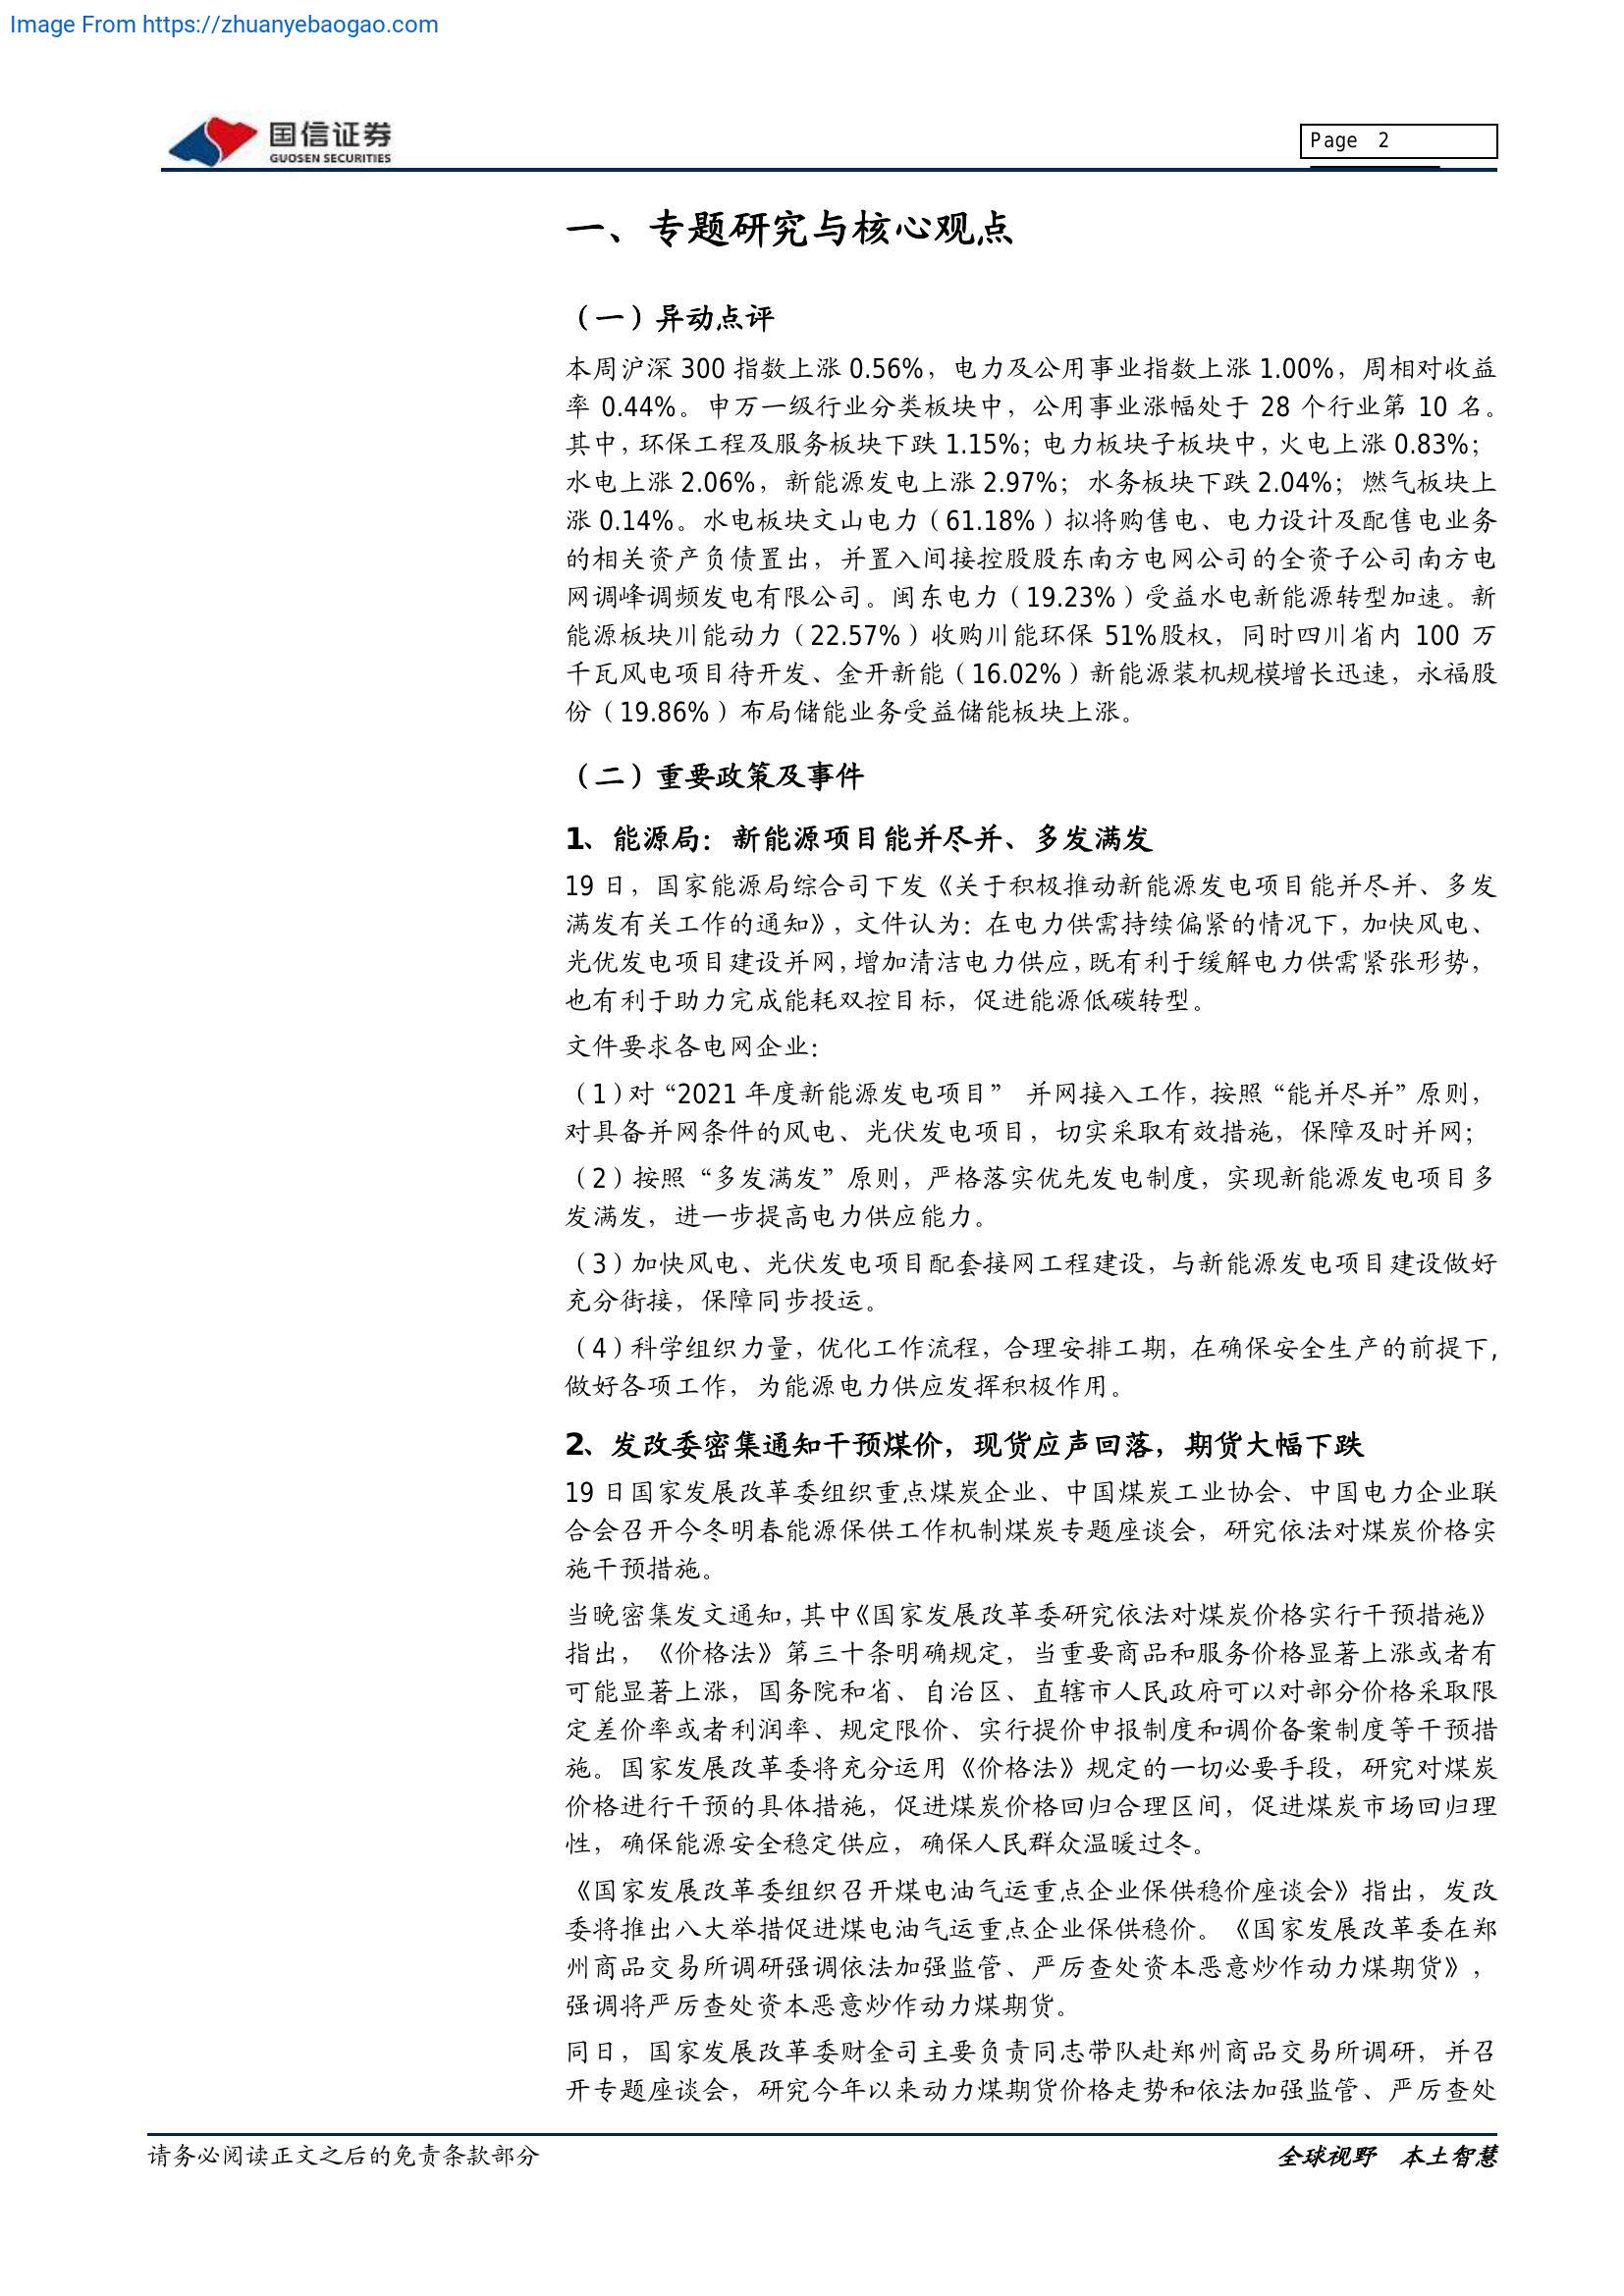 Image From https://zhuanyebaogao.com
国信证券
GUOSEN SECURITIES
Page 2
一、专题研究与核心观点
（一）异动点评
本周沪深 300 指数上涨 0.56%，电力及公用事业指数上涨 1.00%，周相对收益
率 0.44%。申万一级行业分类板块中，公用事业涨幅处于 28 个行业第 10 名。
其中，环保工程及服务板块下跌 1.15%；电力板块子板块中，火电上涨 0.83%；
水电上涨 2.06%，新能源发电上涨 2.97%；水务板块下跌 2.04%；燃气板块上
涨 0.14%。水电板块文山电力（61.18%）拟将购售电、电力设计及配售电业务
的相关资产负债置出，并置入间接控股股东南方电网公司的全资子公司南方电
网调峰调频发电有限公司。闽东电力（19.23%）受益水电新能源转型加速。新
能源板块川能动力（22.57%）收购川能环保 51%股权，同时四川省内 100 万
千瓦风电项目待开发、金开新能（16.02%）新能源装机规模增长迅速，永福股
份（19.86%）布局储能业务受益储能板块上涨。
（二）重要政策及事件
1、能源局：新能源项目能并尽并、多发满发
19 日，国家能源局综合司下发《关于积极推动新能源发电项目能并尽并、多发
满发有关工作的通知》，文件认为：在电力供需持续偏紧的情况下，加快风电、
光优发电项目建设并网，增加清洁电力供应，既有利于缓解电力供需紧张形势，
也有利于助力完成能耗双控目标，促进能源低碳转型。
文件要求各电网企业：
（1）对“2021 年度新能源发电项目” 并网接入工作，按照“能并尽并”原则，
对具备并网条件的风电、光伏发电项目，切实采取有效措施，保障及时并网；
（2）按照“多发满发”原则，严格落实优先发电制度，实现新能源发电项目多
发满发，进一步提高电力供应能力。
（3）加快风电、光伏发电项目配套接网工程建设，与新能源发电项目建设做好
充分街接，保障同步投运。
（4）科学组织力量，优化工作流程，合理安排工期，在确保安全生产的前提下，
做好各项工作，为能源电力供应发挥积极作用。
2、发改委密集通知干预煤价，现货应声回落，期货大幅下跌
19 日国家发展改革委组织重点煤炭企业、中国煤炭工业协会、中国电力企业联
合会召开今冬明春能源保供工作机制煤炭专题座谈会，研究依法对煤炭价格实
施干预措施。
当晚密集发文通知，其中《国家发展改革委研究依法对煤炭价格实行干预措施》
指出，《价格法》第三十条明确规定，当重要商品和服务价格显著上涨或者有
可能显著上涨，国务院和省、自治区、直辖市人民政府可以对部分价格采取限
定差价率或者利润率、规定限价、实行提价申报制度和调价备案制度等干预措
施。国家发展改革委将充分运用《价格法》规定的一切必要手段，研究对煤炭
价格进行干预的具体措施，促进煤炭价格回归合理区间，促进煤炭市场回归理
性，确保能源安全稳定供应，确保人民群众温暖过冬。
《国家发展改革委组织召开煤电油气运重点企业保供稳价座谈会》指出，发改
委将推出八大举措促进煤电油气运重点企业保供稳价。《国家发展改革委在郑
州商品交易所调研强调依法加强监管、严厉查处资本恶意炒作动力煤期货》，
强调将严厉查处资本恶意炒作动力煤期货。
同日，国家发展改革委财金司主要负责同志带队赴郑州商品交易所调研，并召
开专题座谈会，研究今年以来动力煤期货价格走势和依法加强监管、严厉查处
请务必阅读正文之后的免责条款部分
全球视野 本土智慧